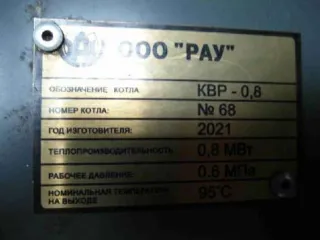 ООО "РАУ"
ОБОЗНАЧЕНИЕ КОТЛА КВР - 0,8
НОМЕР КОТЛА: № 68
ГОД ИЗГОТОВИТЕЛЯ: 2021
ТЕПЛОПРОИЗВОДИТЕЛЬНОСТЬ: 0,8 МВт
РАБОЧЕЕ ДАВЛЕНИЕ: 0.6 МПа
НОМИНАЛЬНАЯ ТЕМПЕРАТУРА 95°С
НА ВЫХОДЕ